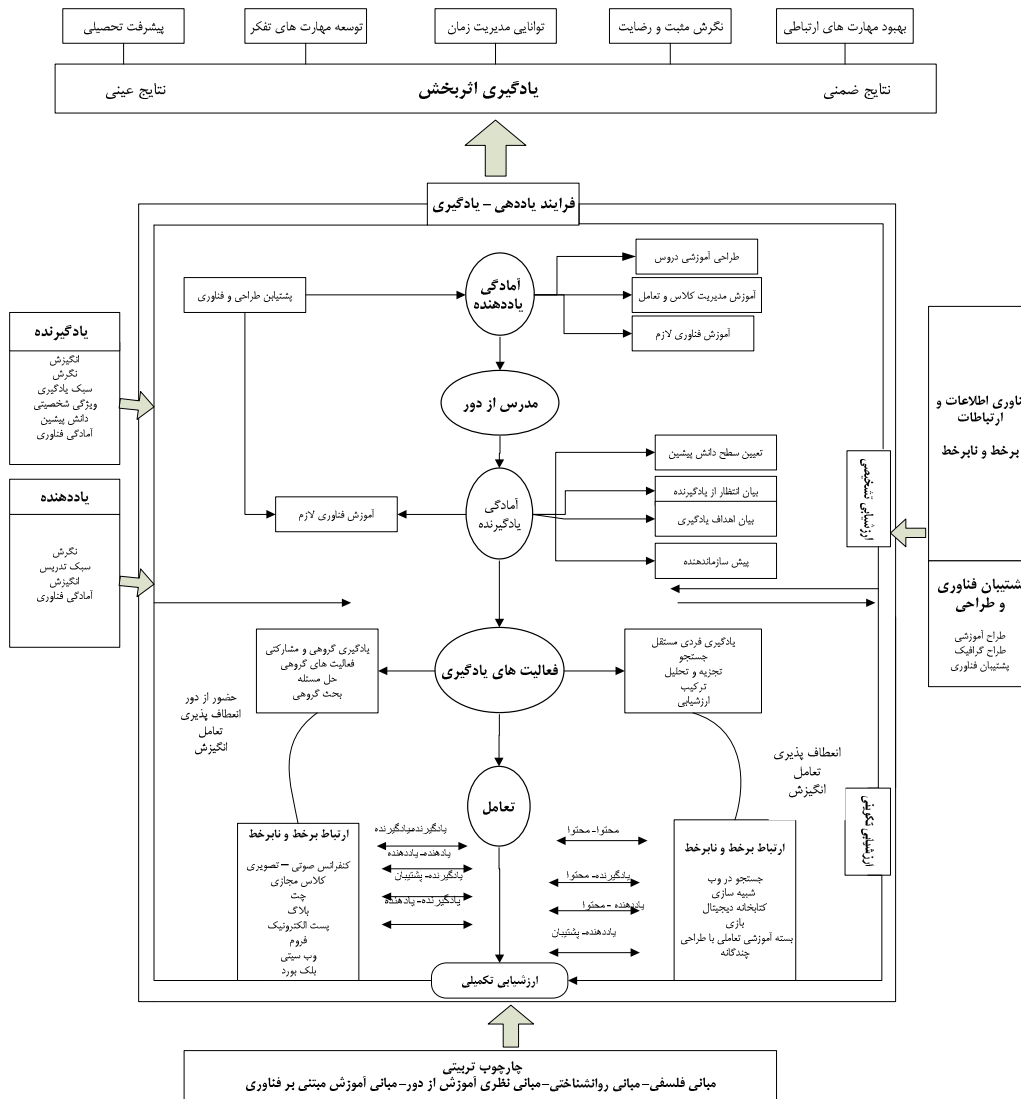 بهبود مهارت های ارتباطی
نگرش مثبت و رضایت
توانایی مدیریت زمان
توسعه مهارت های تفکر
پیشرفت تحصیلی
نتایج ضمنی
یادگیری اثربخش
نتایج عینی
فرایند یاددهی – یادگیری
آمادگی
یاددهنده
طراحی آموزشی دروس
آموزش مدیریت کلاس و تعامل
آموزش فناوری لازم
پشتیابن طراحی و فناوری
یادگیرنده
انگیزش
نگرش
سبک یادگیری
ویژگی شخصیتی
دانش پیشین
آمادگی فناوری
یاددهنده
نگرش
سبک تدریس
انگیزش
آمادگی فناوری
ناوری اطلاعات و
ارتباطات
برخط و نابرخط
شتیبان فناوری
و طراحی
طراح آموزشی
طراح گرافیک
پشتیبان فناوری
مدرس از دور
آمادگی
یادگیرنده
تعیین سطح دانش پیشین
بیان انتظار از یادگیرنده
بیان اهداف یادگیری
پیش سازماندهنده
آموزش فناوری لازم
ارزشیابی تشخیصی
فعالیت های یادگیری
یادگیری فردی مستقل
جستجو
تجزیه و تحلیل
ترکیب
ارزشیابی
یادگیری گروهی و مشارکتی
فعالیت های گروهی
حل مسئله
بحث گروهی
حضور از دور
انعطاف پذیری
تعامل
انگیزش
انعطاف پذیری
تعامل
انگیزش
ارزشیابی تکوینی
تعامل
محتوا-محتوا
یادگیرنده-محتوا
یاددهنده-محتوا
یاددهنده-پشتیبان
یادگیرنده-یادگیرنده
یاددهنده-یاددهنده
یادگیرنده-پشتیبان
یادگیرنده-یاددهنده
ارتباط برخط و نابرخط
جستجو در وب
شبیه سازی
کتابخانه دیجیتال
بازی
بسته آموزشی تعاملی با طراحی
چندگانه
ارتباط برخط و نابرخط
کنفرانس صوتی – تصویری
کلاس مجازی
چت
بلاگ
پست الکترونیک
فروم
وب سیتی
بلک بورد
ارزشیابی تکمیلی
چارچوب تربیتی
مبانی فلسفی-مبانی روانشناختی-مبانی نظری آموزش از دور-مبانی آموزش مبتنی بر فناوری